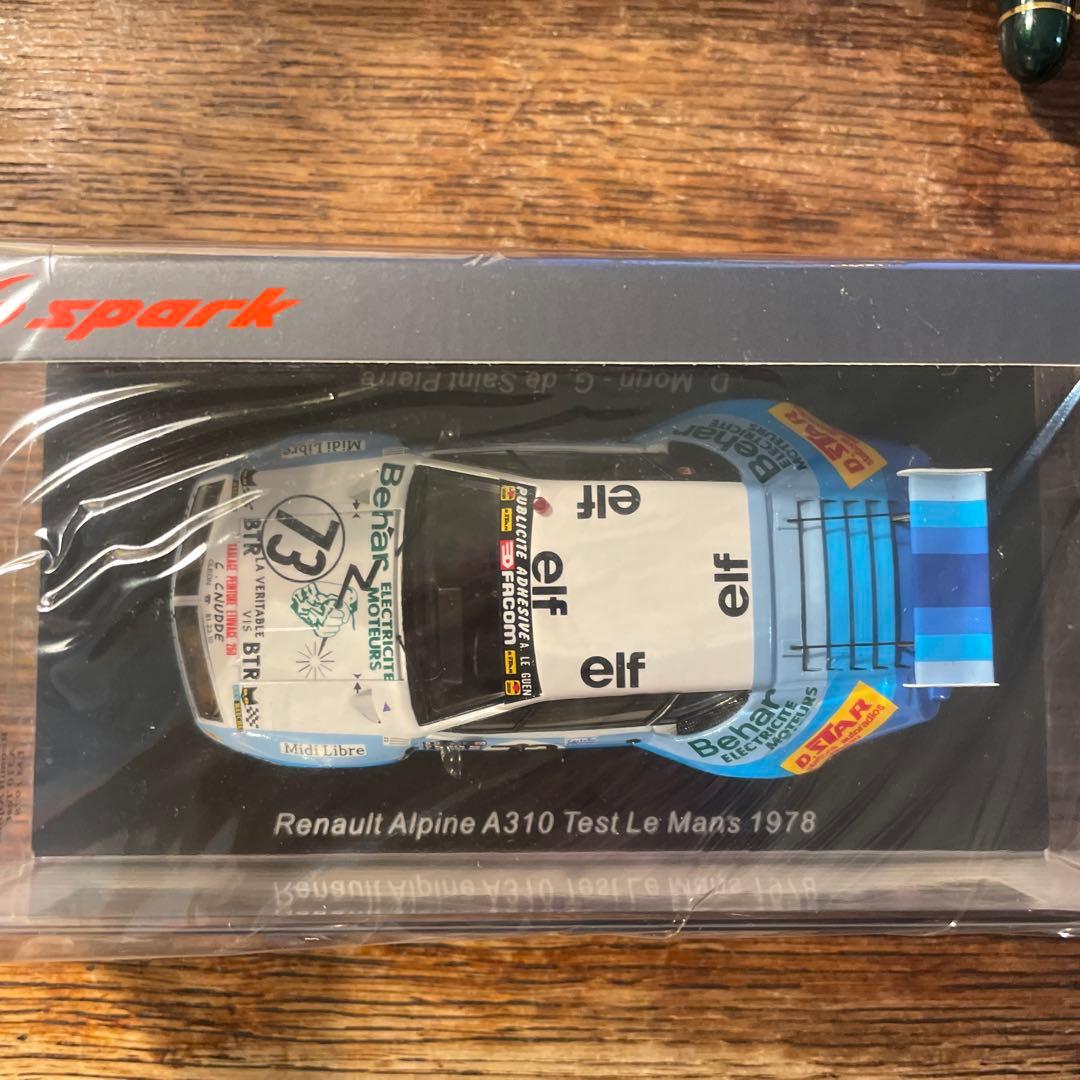 spark
D. Morin - G. de Saint Pierre
Midi Libre
Behar
ELECTRICITE
MOTEURS
D.STAR
BTR
LA VERITABLE
VIS
BTR
C. CNUDDE
73
Behar
ELECTRICITE
MOTEURS
PUBLICITE ADHESIVE A. LE GUEN
FACOM
elf
elf
elf
elf
Midi Libre
Behar
ELECTRICITE
MOTEURS
D.STAR
autoradios
Renault Alpine A310 Test Le Mans 1978